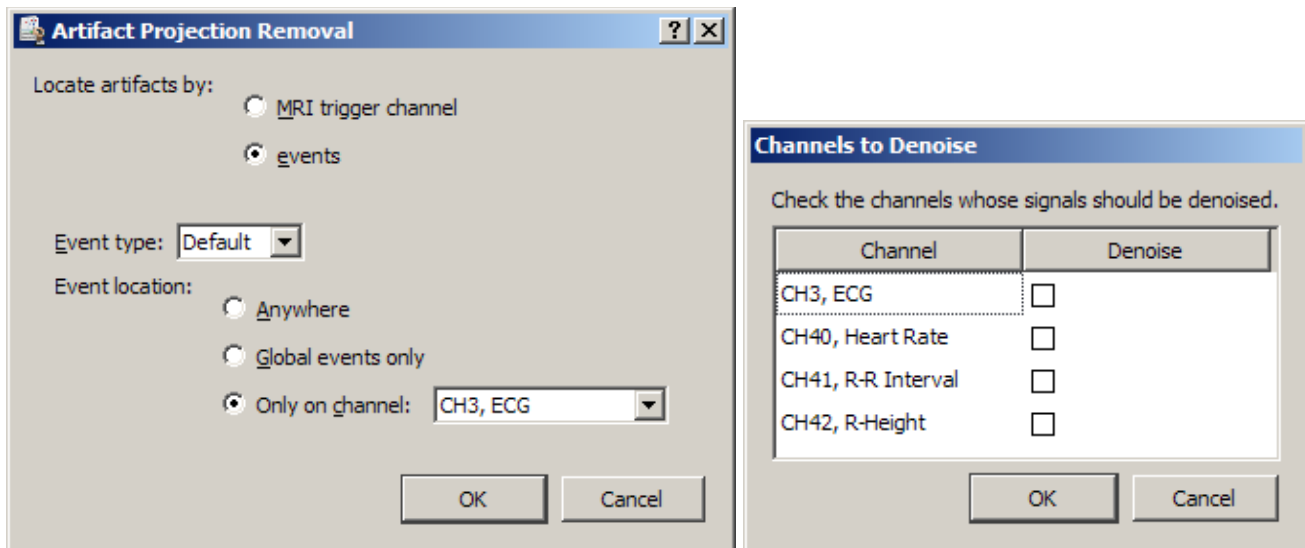 Artifact Projection Removal
Locate artifacts by:
MRI trigger channel
events
Event type: Default
Event location:
Anywhere
Global events only
Only on channel: CH3, ECG
OK Cancel
Channels to Denoise
Check the channels whose signals should be denoised.
Channel Denoise
CH3, ECG
CH40, Heart Rate
CH41, R-R Interval
CH42, R-Height
OK Cancel